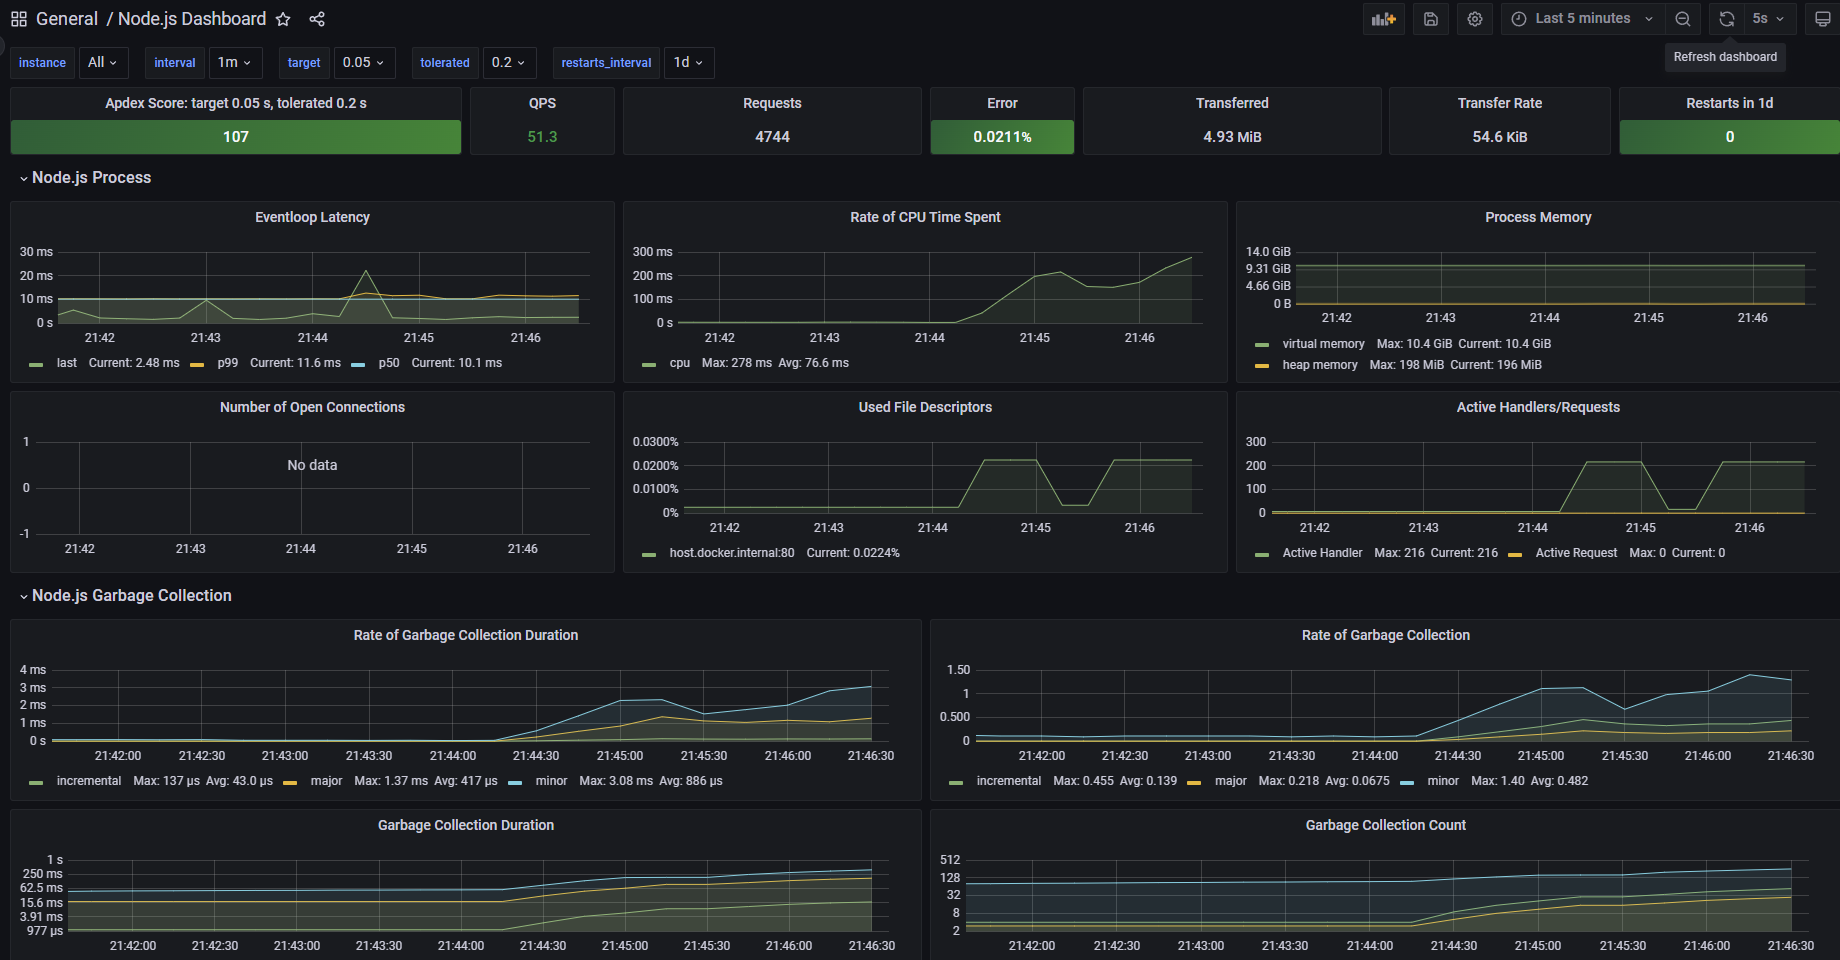 General / Node.js Dashboard
Last 5 minutes
5s
Refresh dashboard
instance All interval 1m target 0.05 tolerated 0.2 restarts_interval 1d
Apdex Score: target 0.05 s, tolerated 0.2 s
107
QPS
51.3
Requests
4744
Error
0.0211%
Transferred
4.93 MiB
Transfer Rate
54.6 KiB
Restarts in 1d
0
Node.js Process
Eventloop Latency
30 ms
20 ms
10 ms
0 s
21:42 21:43 21:44 21:45 21:46
last Current: 2.48 ms p99 Current: 11.6 ms p50 Current: 10.1 ms
Rate of CPU Time Spent
300 ms
200 ms
100 ms
0 s
21:42 21:43 21:44 21:45 21:46
cpu Max: 278 ms Avg: 76.6 ms
Process Memory
14.0 GiB
9.31 GiB
4.66 GiB
0 B
21:42 21:43 21:44 21:45 21:46
virtual memory Max: 10.4 GiB Current: 10.4 GiB
heap memory Max: 198 MiB Current: 196 MiB
Number of Open Connections
1
No data
0
-1
21:42 21:43 21:44 21:45 21:46
Used File Descriptors
0.0300%
0.0200%
0.0100%
0%
21:42 21:43 21:44 21:45 21:46
host.docker.internal:80 Current: 0.0224%
Active Handlers/Requests
300
200
100
0
21:42 21:43 21:44 21:45 21:46
Active Handler Max: 216 Current: 216 Active Request Max: 0 Current: 0
Node.js Garbage Collection
Rate of Garbage Collection Duration
4 ms
3 ms
2 ms
1 ms
0 s
21:42:00 21:42:30 21:43:00 21:43:30 21:44:00 21:44:30 21:45:00 21:45:30 21:46:00 21:46:30
incremental Max: 137 µs Avg: 43.0 µs major Max: 1.37 ms Avg: 417 µs minor Max: 3.08 ms Avg: 886 µs
Rate of Garbage Collection
1.50
1
0.500
0
21:42:00 21:42:30 21:43:00 21:43:30 21:44:00 21:44:30 21:45:00 21:45:30 21:46:00 21:46:30
incremental Max: 0.455 Avg: 0.139 major Max: 0.218 Avg: 0.0675 minor Max: 1.40 Avg: 0.482
Garbage Collection Duration
1 s
250 ms
62.5 ms
15.6 ms
3.91 ms
977 µs
21:42:00 21:42:30 21:43:00 21:43:30 21:44:00 21:44:30 21:45:00 21:45:30 21:46:00 21:46:30
Garbage Collection Count
512
128
32
8
2
21:42:00 21:42:30 21:43:00 21:43:30 21:44:00 21:44:30 21:45:00 21:45:30 21:46:00 21:46:30